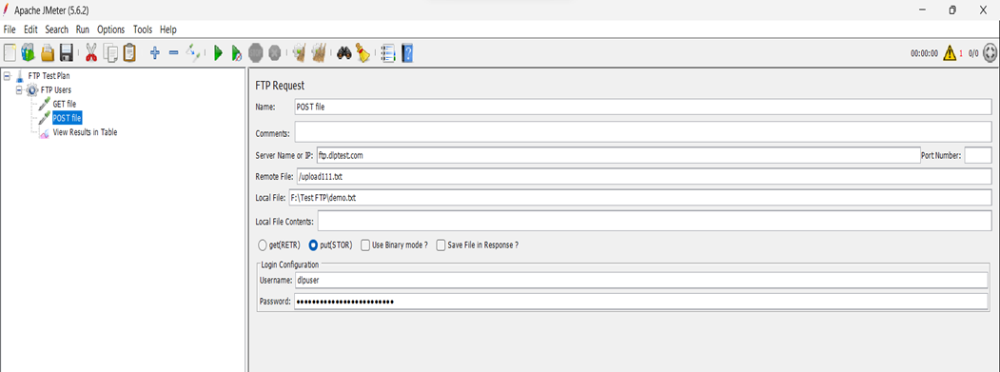 Apache JMeter (5.6.2)
File Edit Search Run Options Tools Help
00:00:00 1 0/0
FTP Test Plan
FTP Users
GET file
POST file
View Results in Table
FTP Request
Name: POST file
Comments:
Server Name or IP: ftp.dlptest.com Port Number:
Remote File: /upload111.txt
Local File: F:\Test FTP\demo.txt
Local File Contents:
get(RETR) put(STOR) Use Binary mode ? Save File in Response ?
Login Configuration
Username: dlpuser
Password: •••••••••••••••••••••••••